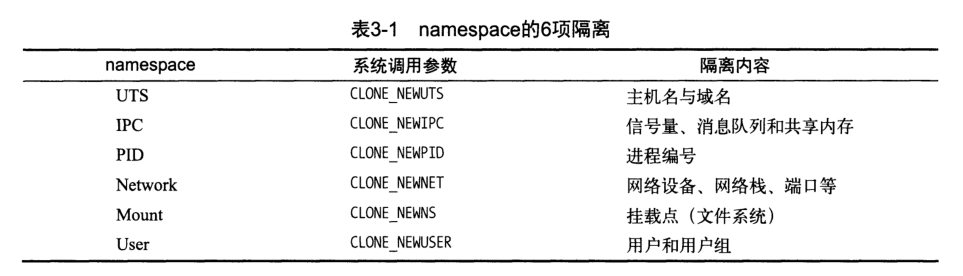 表3-1 namespace的6项隔离
namespace 系统调用参数 隔离内容
UTS CLONE_NEWUTS 主机名与域名
IPC CLONE_NEWIPC 信号量、消息队列和共享内存
PID CLONE_NEWPID 进程编号
Network CLONE_NEWNET 网络设备、网络栈、端口等
Mount CLONE_NEWNS 挂载点（文件系统）
User CLONE_NEWUSER 用户和用户组